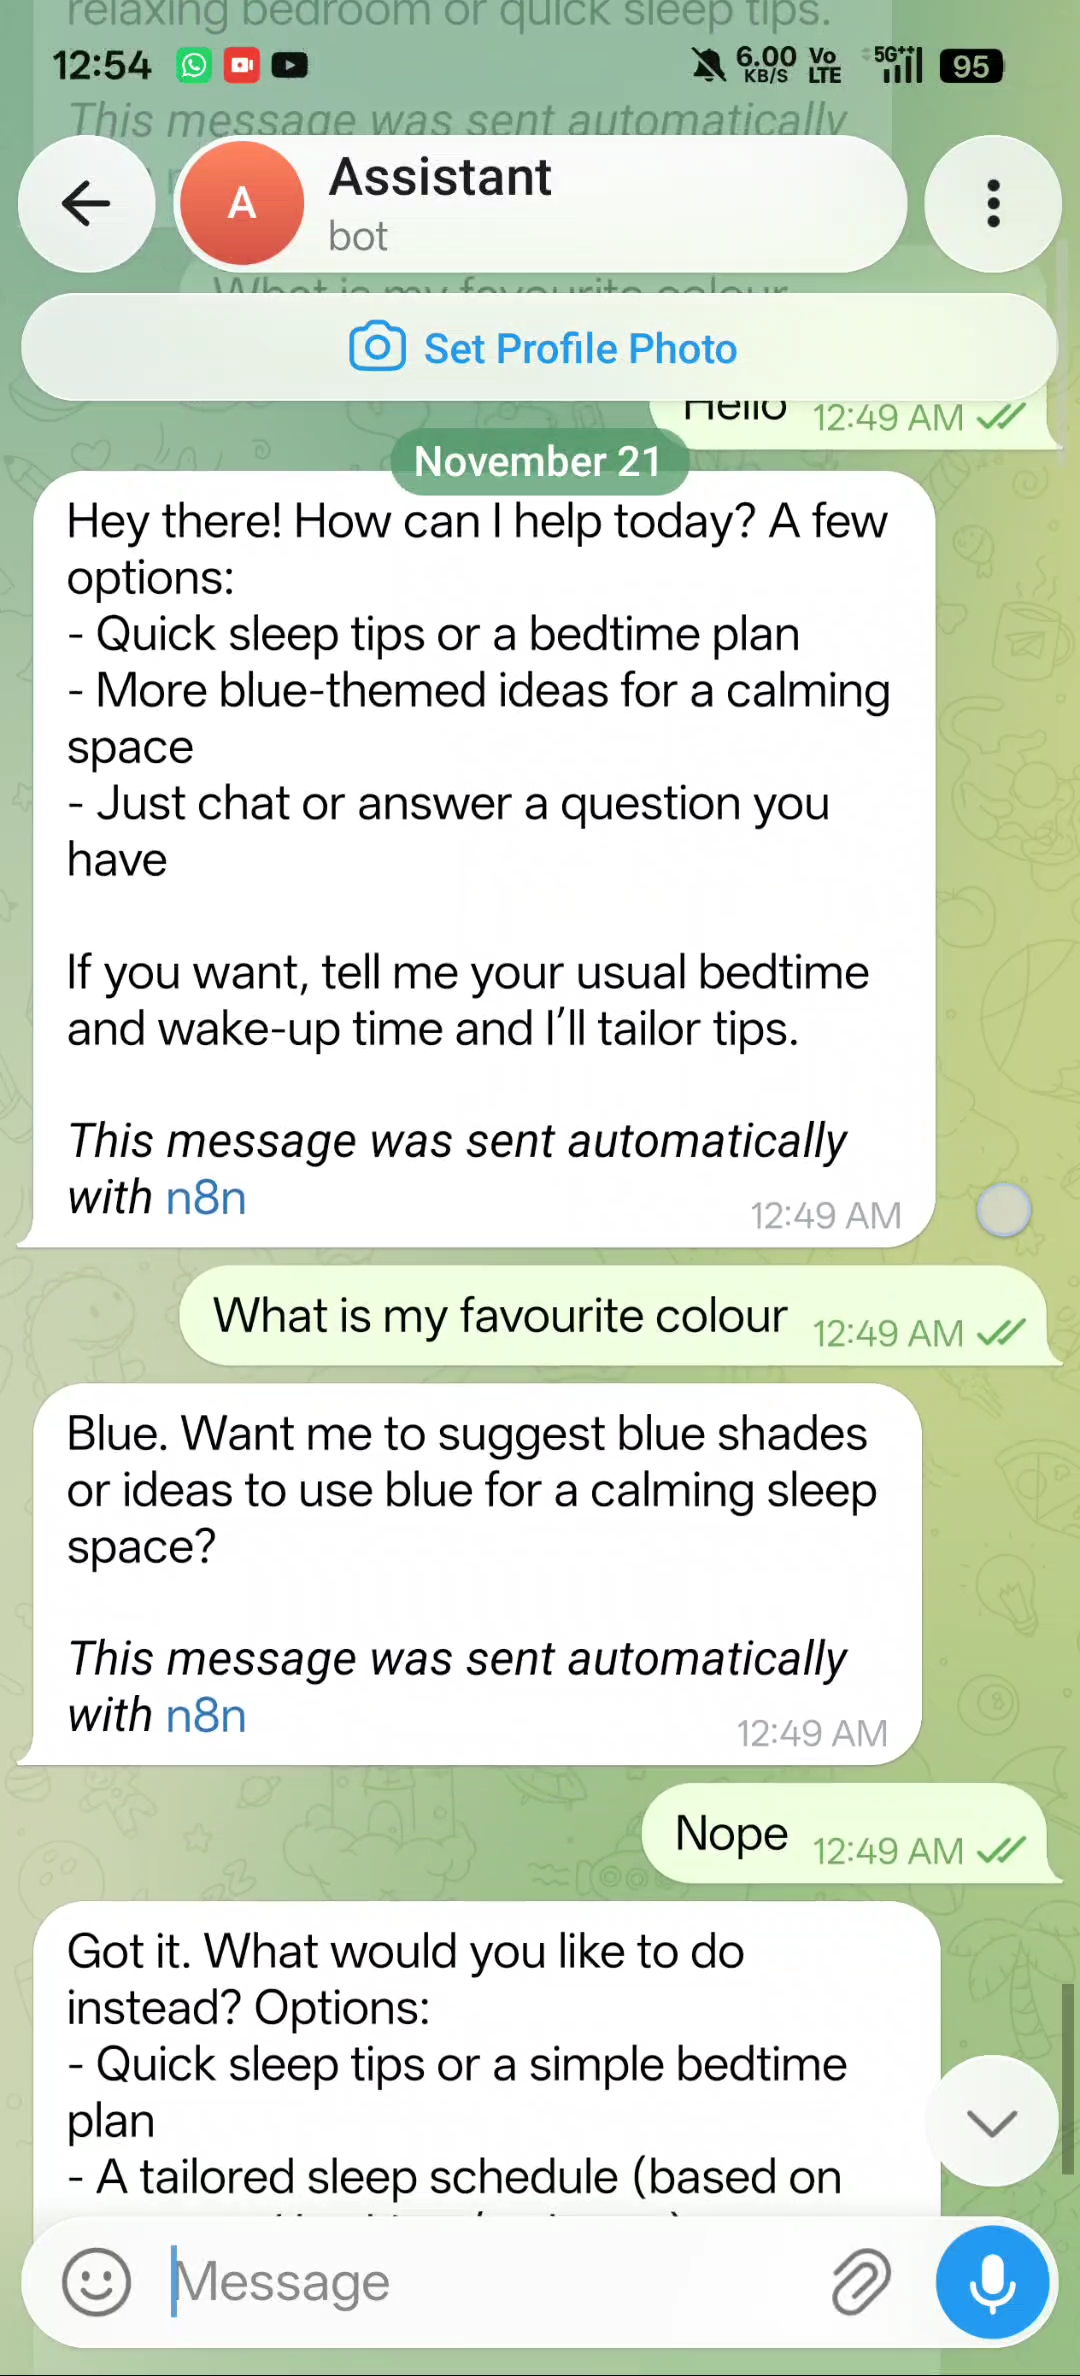 relaxing bedroom or quick sleep tips.
12:54
6.00 KB/S
Vo LTE
5G++
95
This message was sent automatically
A
Assistant
bot
What is my favourite colour
Set Profile Photo
Hello 12:49 AM
November 21
Hey there! How can I help today? A few
options:
- Quick sleep tips or a bedtime plan
- More blue-themed ideas for a calming
space
- Just chat or answer a question you
have
If you want, tell me your usual bedtime
and wake-up time and I'll tailor tips.
This message was sent automatically
with n8n
12:49 AM
What is my favourite colour 12:49 AM
Blue. Want me to suggest blue shades
or ideas to use blue for a calming sleep
space?
This message was sent automatically
with n8n
12:49 AM
Nope 12:49 AM
Got it. What would you like to do
instead? Options:
- Quick sleep tips or a simple bedtime
plan
- A tailored sleep schedule (based on
Message